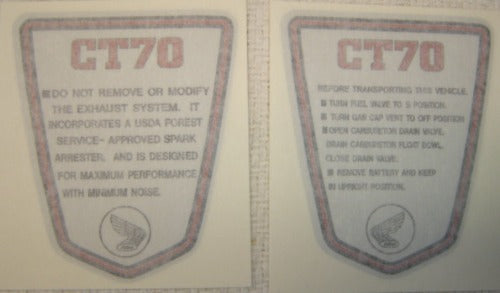 CT70
DO NOT REMOVE OR MODIFY
THE EXHAUST SYSTEM. IT
INCORPORATES A USDA FOREST
SERVICE- APPROVED SPARK
ARRESTER. AND IS DESIGNED
FOR MAXIMUM PERFORMANCE
WITH MINIMUM NOISE.
CT70
BEFORE TRANSPORTING THIS VEHICLE.
TURN FUEL VALVE TO S POSITION.
TURN GAS CAP VENT TO OFF POSITION
OPEN CARBURETOR DRAIN VALVE.
DRAIN CARBURETOR FLOAT BOWL.
CLOSE DRAIN VALVE.
REMOVE BATTERY AND KEEP
IN UPRIGHT POSITION.